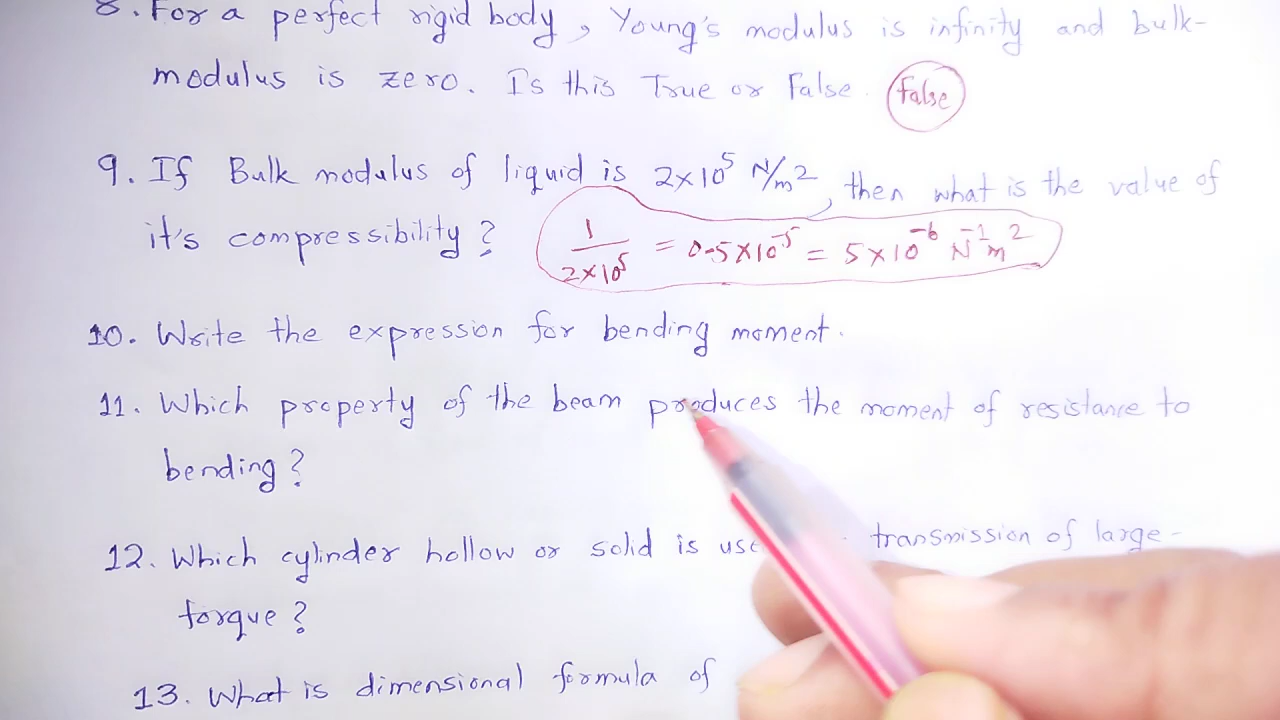 8. For a perfect rigid body, Young's modulus is infinity and bulk-
modulus is zero. Is this True or False. False
9. If Bulk modulus of liquid is 2×10⁵ N/m², then what is the value of
it's compressibility? 1/2×10⁵ = 0.5×10⁻⁵ = 5×10⁻⁶ N⁻¹m²
10. Write the expression for bending moment.
11. Which property of the beam produces the moment of resistance to
bending?
12. Which cylinder hollow or solid is transmission of large-
torque?
13. What is dimensional formula of